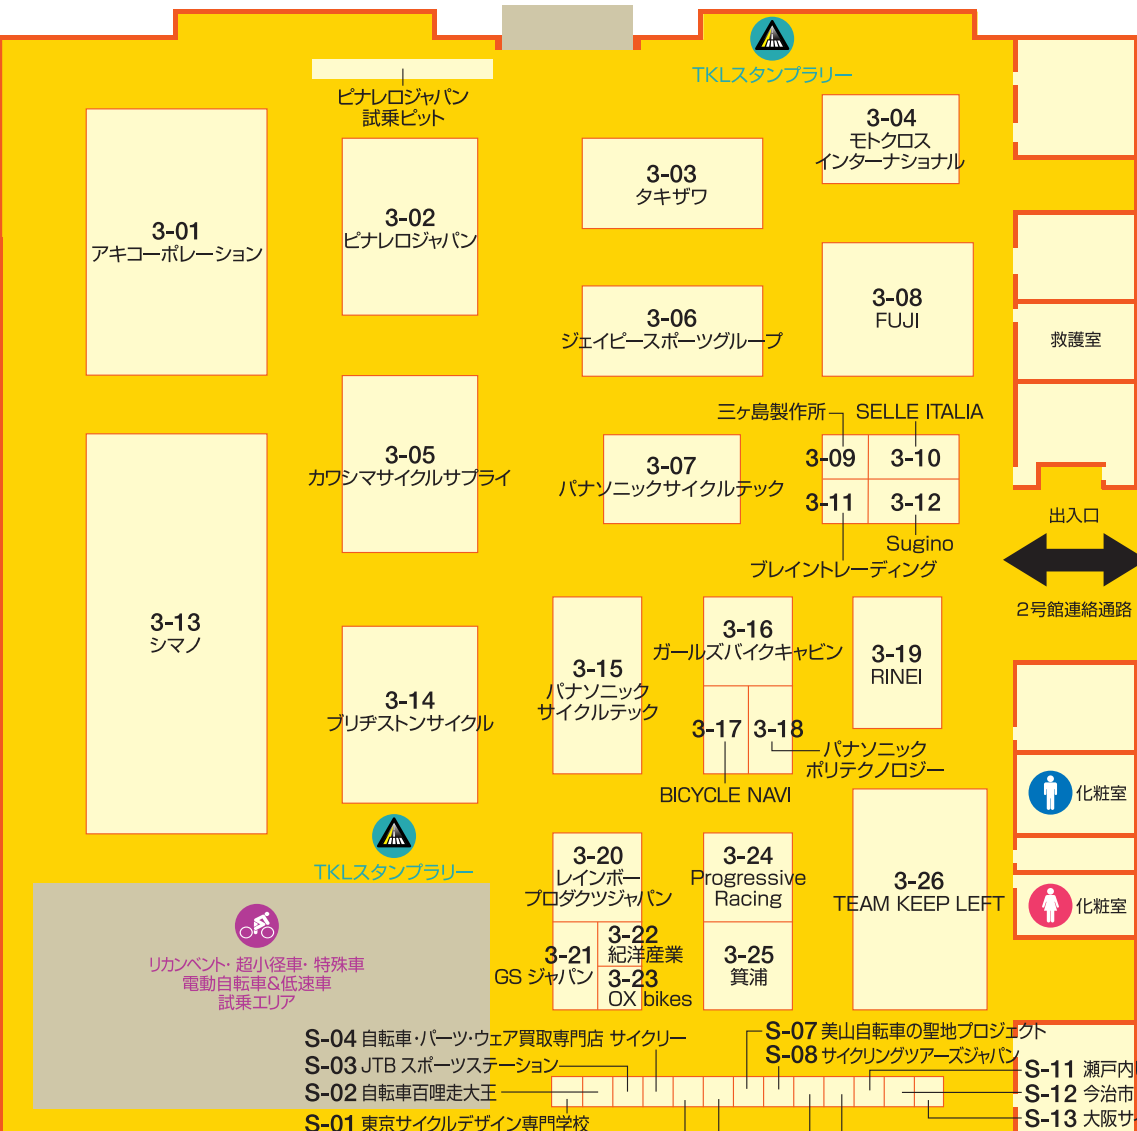 TKLスタンプラリー
ピナレロジャパン
試乗ピット
3-01
アキコーポレーション
3-02
ピナレロジャパン
3-03
タキザワ
3-04
モトクロス
インターナショナル
3-06
ジェイピースポーツグループ
3-08
FUJI
救護室
3-05
カワシマサイクルサプライ
3-07
パナソニックサイクルテック
三ヶ島製作所
SELLE ITALIA
3-09
3-10
3-11
3-12
Sugino
ブレイントレーディング
出入口
2号館連絡通路
3-13
シマノ
3-14
ブリヂストンサイクル
3-15
パナソニック
サイクルテック
3-16
ガールズバイクキャビン
3-17
3-18
パナソニック
ポリテクノロジー
BICYCLE NAVI
3-19
RINEI
化粧室
化粧室
TKLスタンプラリー
3-20
レインボー
プロダクツジャパン
3-21
GS ジャパン
3-22
紀洋産業
3-23
OX bikes
3-24
Progressive
Racing
3-25
箕浦
3-26
TEAM KEEP LEFT
リカンベント・超小径車・特殊車
電動自転車&低速車
試乗エリア
S-04 自転車・パーツ・ウェア買取専門店 サイクリー
S-03 JTB スポーツステーション
S-02 自転車百哩走大王
S-01 東京サイクルデザイン専門学校
S-07 美山自転車の聖地プロジェクト
S-08 サイクリングツアーズジャパン
S-11 瀬戸内
S-12 今治市
S-13 大阪サイ